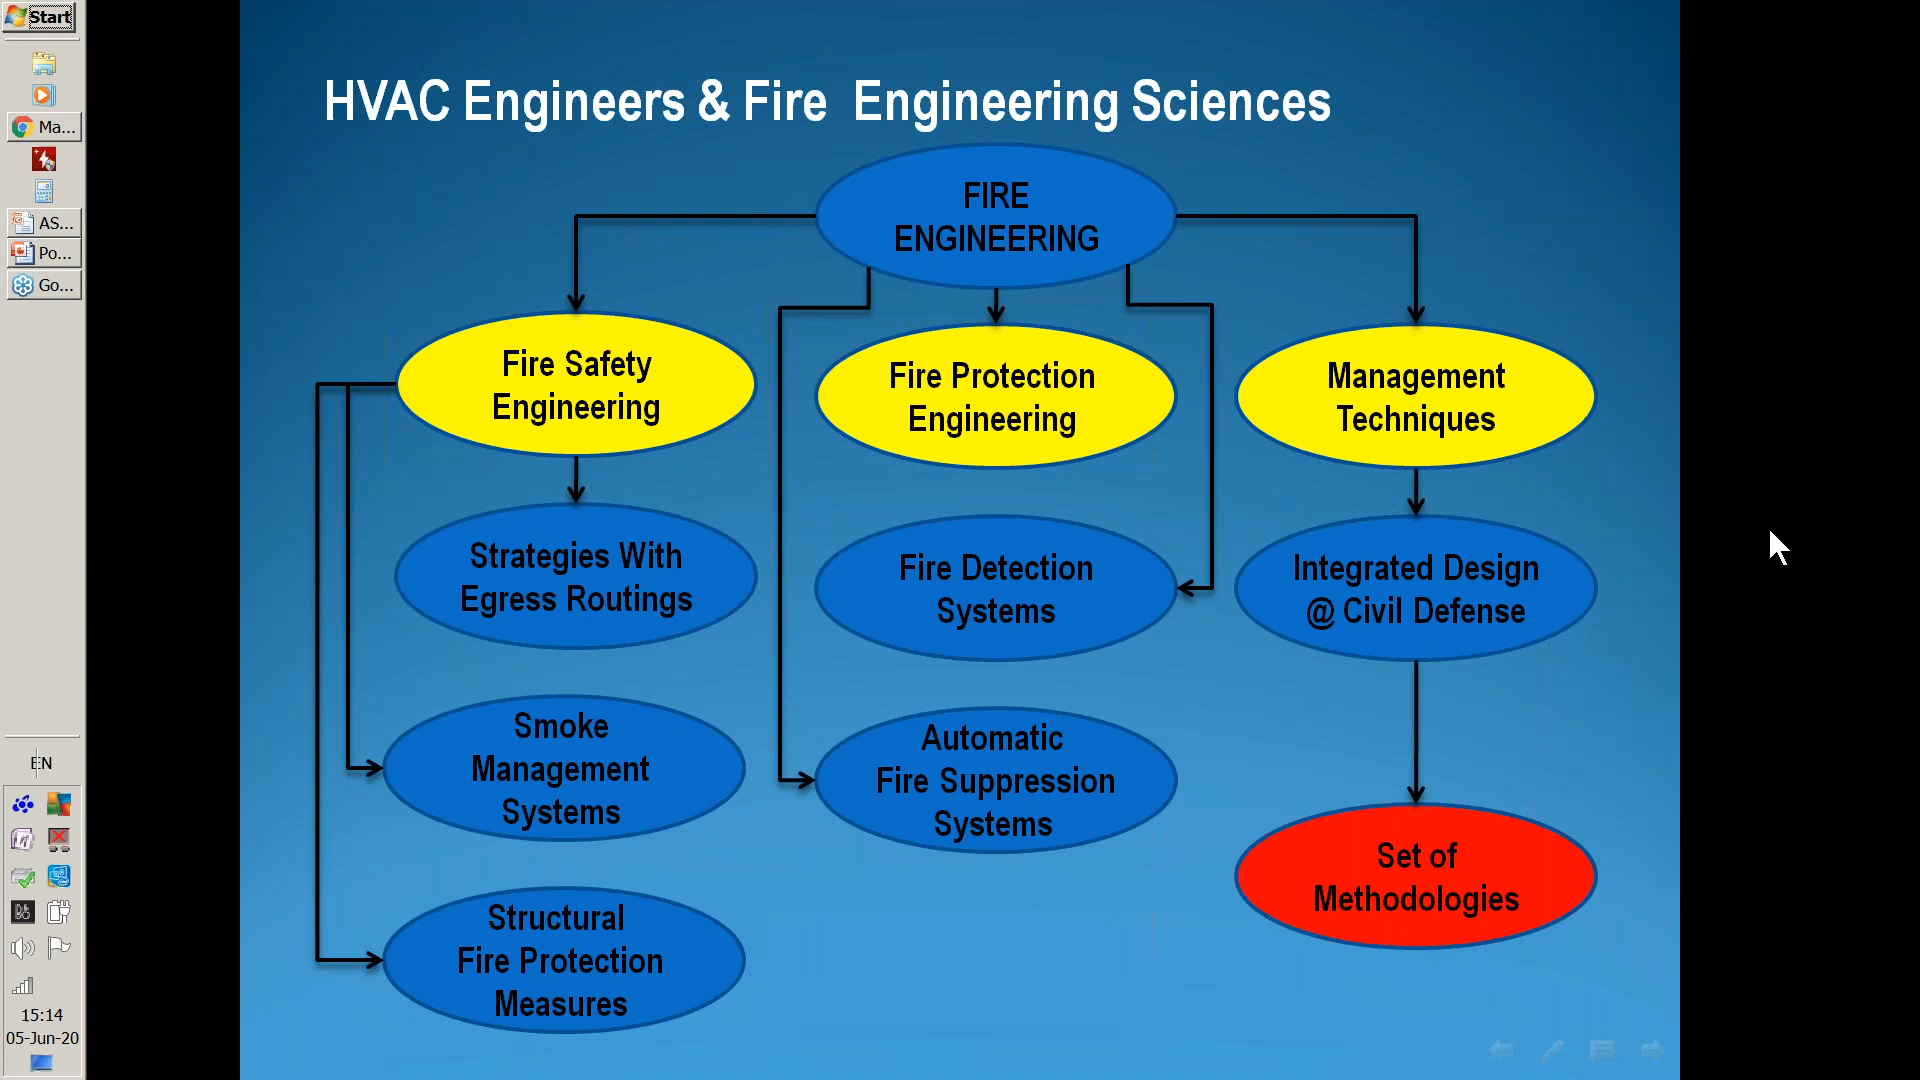 Start
Ma...
AS...
Po...
Go...
EN
15:14
05-Jun-20
HVAC Engineers & Fire  Engineering Sciences
FIRE
ENGINEERING
Fire Safety
Engineering
Fire Protection
Engineering
Management
Techniques
Strategies With
Egress Routings
Fire Detection
Systems
Integrated Design
@ Civil Defense
Smoke
Management
Systems
Automatic
Fire Suppression
Systems
Set of
Methodologies
Structural
Fire Protection
Measures